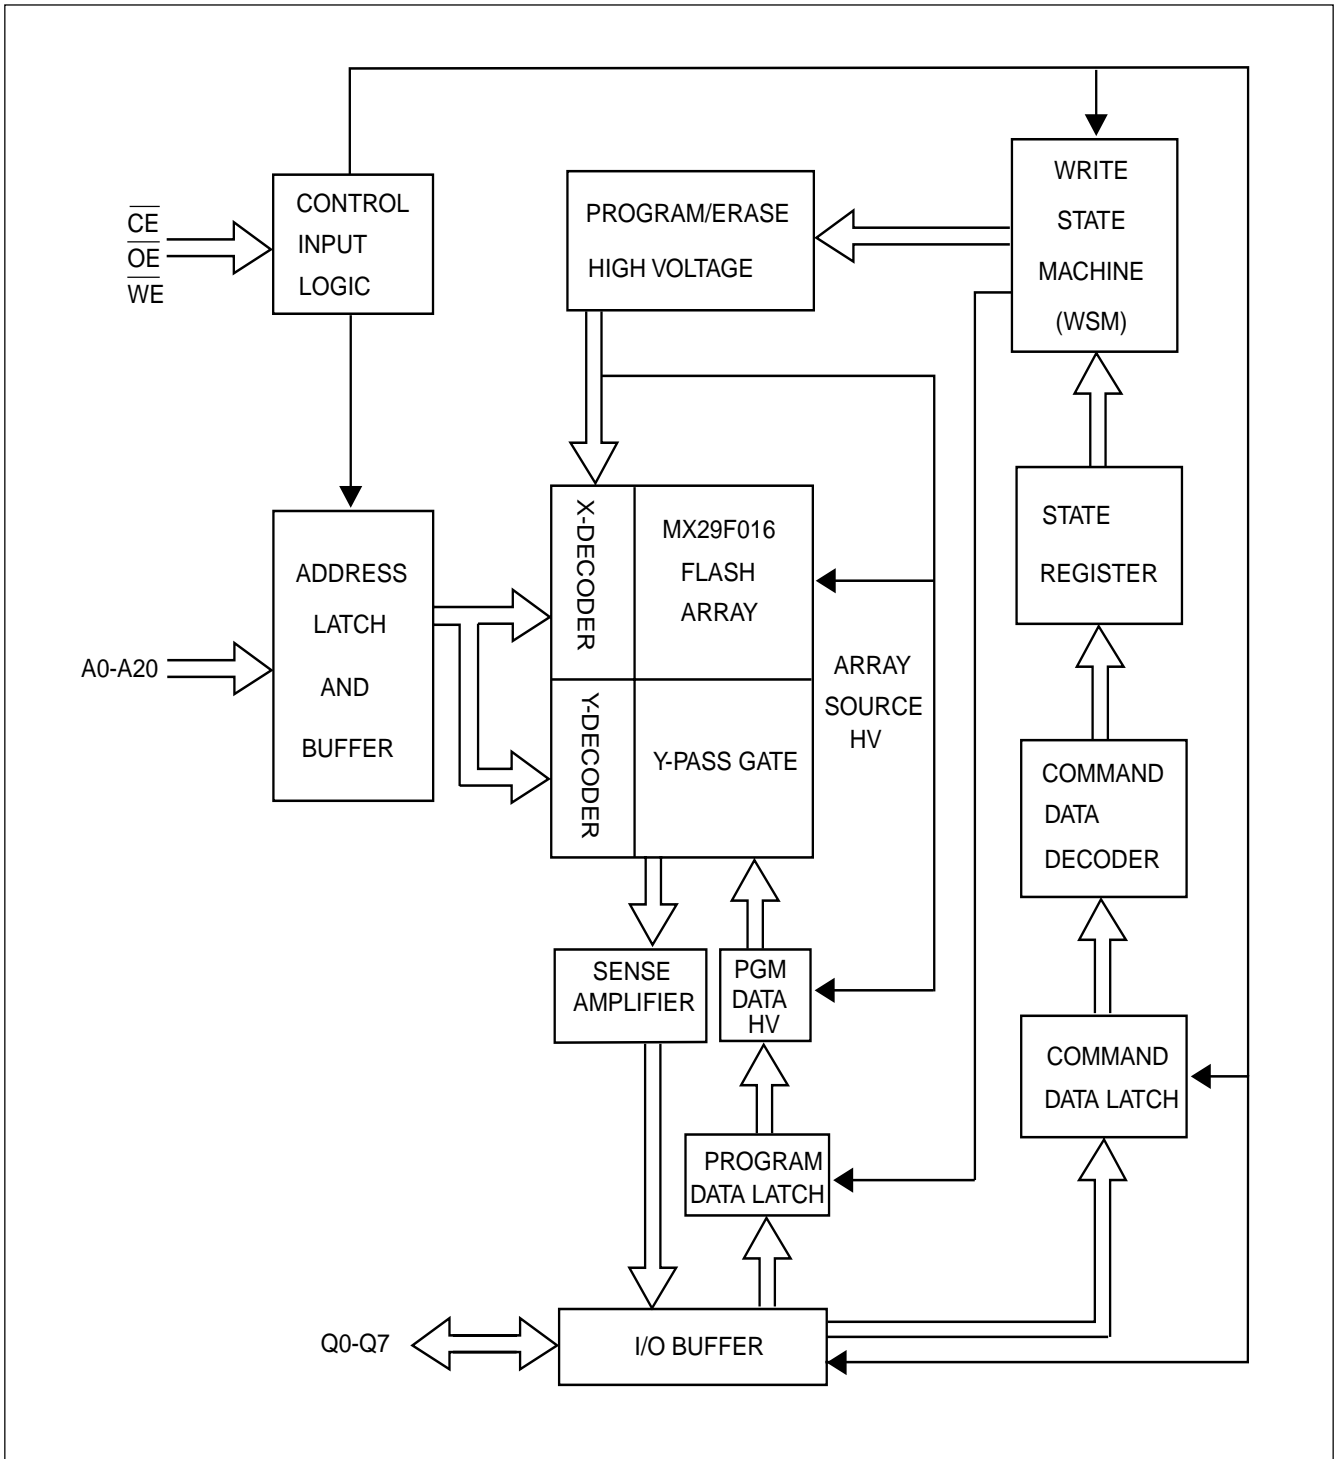 CE
OE
WE
CONTROL
INPUT
LOGIC
PROGRAM/ERASE
HIGH VOLTAGE
WRITE
STATE
MACHINE
(WSM)
STATE
REGISTER
A0-A20
ADDRESS
LATCH
AND
BUFFER
X-DECODER
MX29F016
FLASH
ARRAY
Y-DECODER
Y-PASS GATE
ARRAY
SOURCE
HV
COMMAND
DATA
DECODER
SENSE
AMPLIFIER
PGM
DATA
HV
COMMAND
DATA LATCH
PROGRAM
DATA LATCH
Q0-Q7
I/O BUFFER